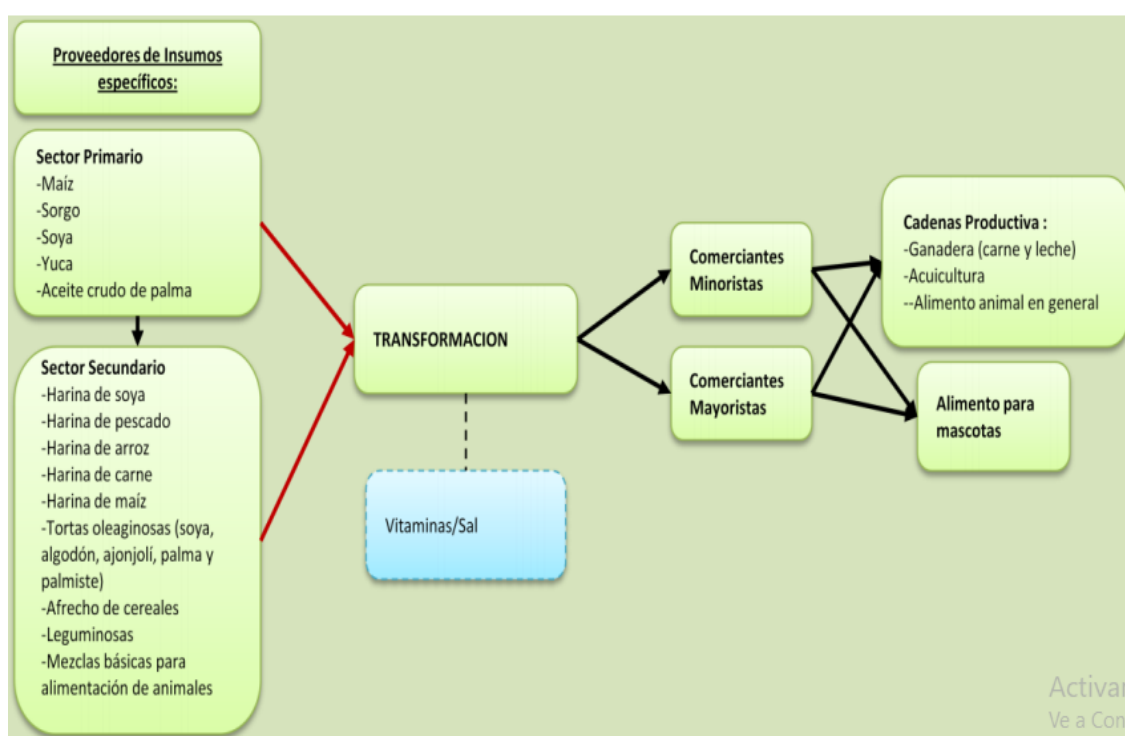 Proveedores de Insumos
específicos:
Sector Primario
-Maíz
-Sorgo
-Soya
-Yuca
-Aceite crudo de palma
Sector Secundario
-Harina de soya
-Harina de pescado
-Harina de arroz
-Harina de carne
-Harina de maíz
-Tortas oleaginosas (soya,
algodón, ajonjolí, palma y
palmiste)
-Afrecho de cereales
-Leguminosas
-Mezclas básicas para
alimentación de animales
TRANSFORMACION
Vitaminas/Sal
Comerciantes
Minoristas
Comerciantes
Mayoristas
Cadenas Productiva :
-Ganadera (carne y leche)
-Acuicultura
--Alimento animal en general
Alimento para
mascotas
Activar
Ve a Con